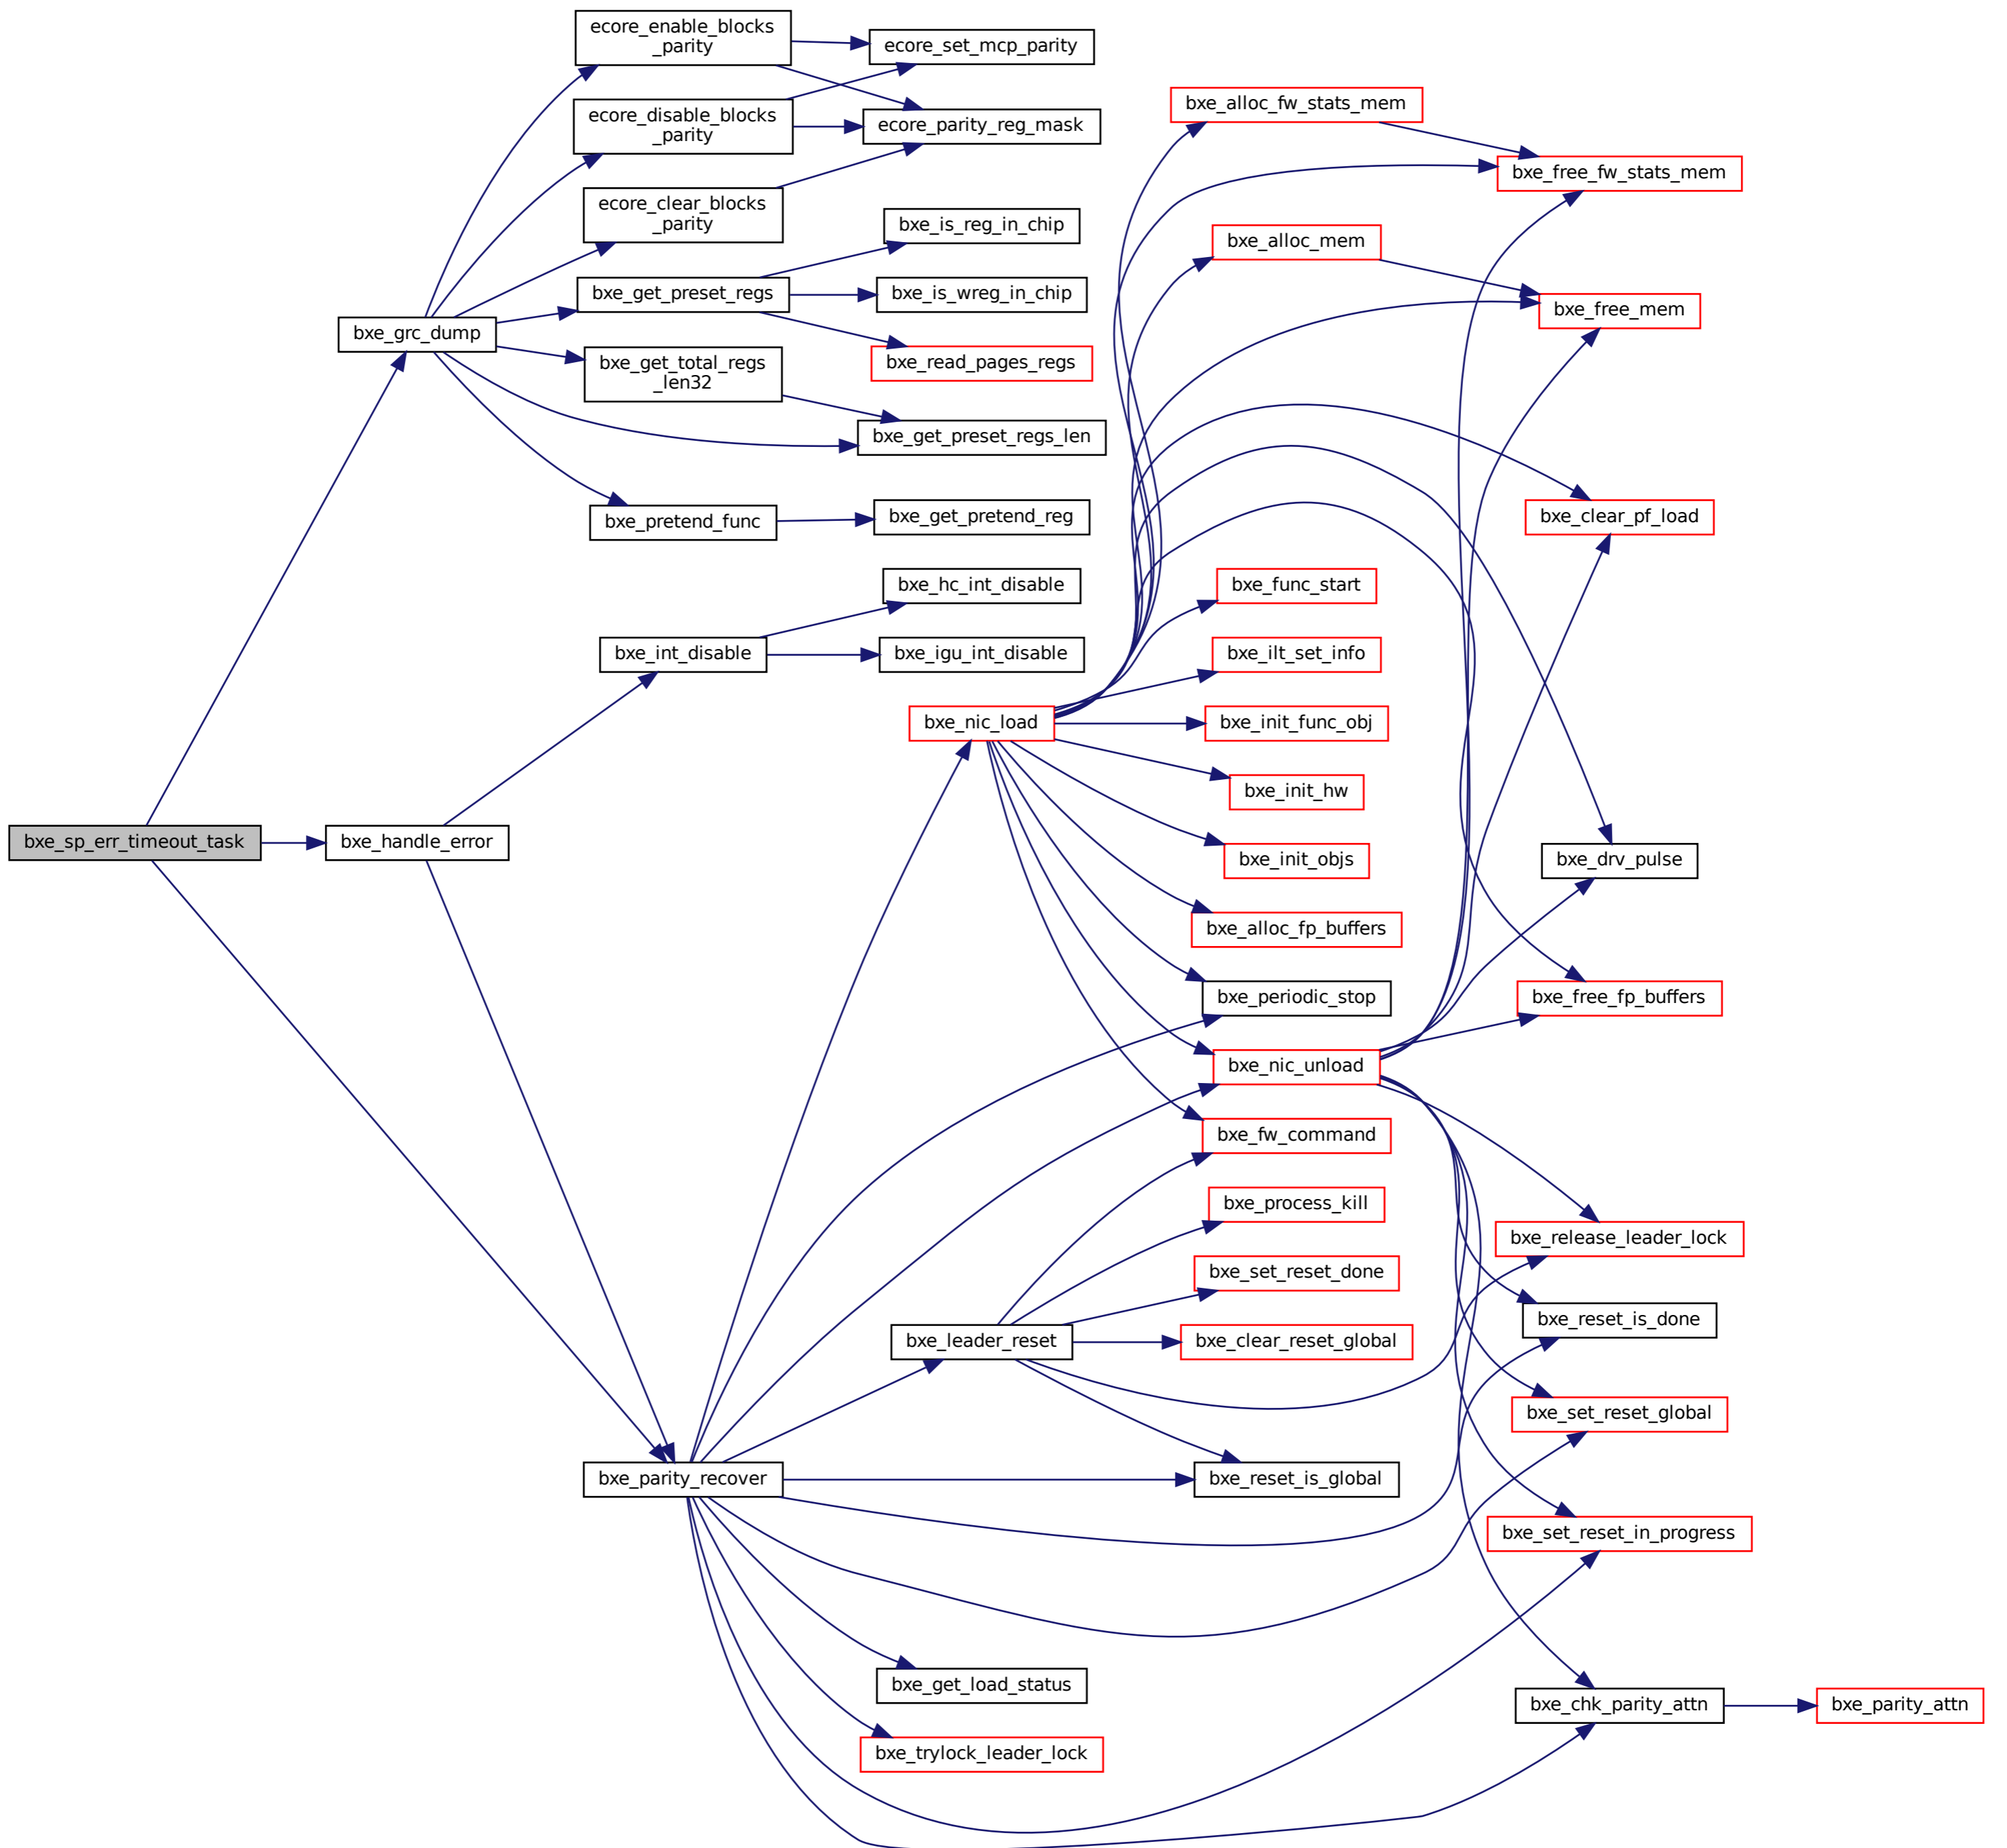 ecore_enable_blocks
_parity
ecore_set_mcp_parity
ecore_disable_blocks
_parity
ecore_parity_reg_mask
ecore_clear_blocks
_parity
bxe_is_reg_in_chip
bxe_get_preset_regs
bxe_is_wreg_in_chip
bxe_grc_dump
bxe_read_pages_regs
bxe_get_total_regs
_len32
bxe_get_preset_regs_len
bxe_pretend_func
bxe_get_pretend_reg
bxe_hc_int_disable
bxe_int_disable
bxe_igu_int_disable
bxe_sp_err_timeout_task
bxe_handle_error
bxe_alloc_fw_stats_mem
bxe_free_fw_stats_mem
bxe_alloc_mem
bxe_free_mem
bxe_clear_pf_load
bxe_func_start
bxe_ilt_set_info
bxe_nic_load
bxe_init_func_obj
bxe_init_hw
bxe_init_objs
bxe_drv_pulse
bxe_alloc_fp_buffers
bxe_periodic_stop
bxe_free_fp_buffers
bxe_nic_unload
bxe_fw_command
bxe_process_kill
bxe_release_leader_lock
bxe_set_reset_done
bxe_reset_is_done
bxe_leader_reset
bxe_clear_reset_global
bxe_set_reset_global
bxe_parity_recover
bxe_reset_is_global
bxe_set_reset_in_progress
bxe_get_load_status
bxe_chk_parity_attn
bxe_parity_attn
bxe_trylock_leader_lock